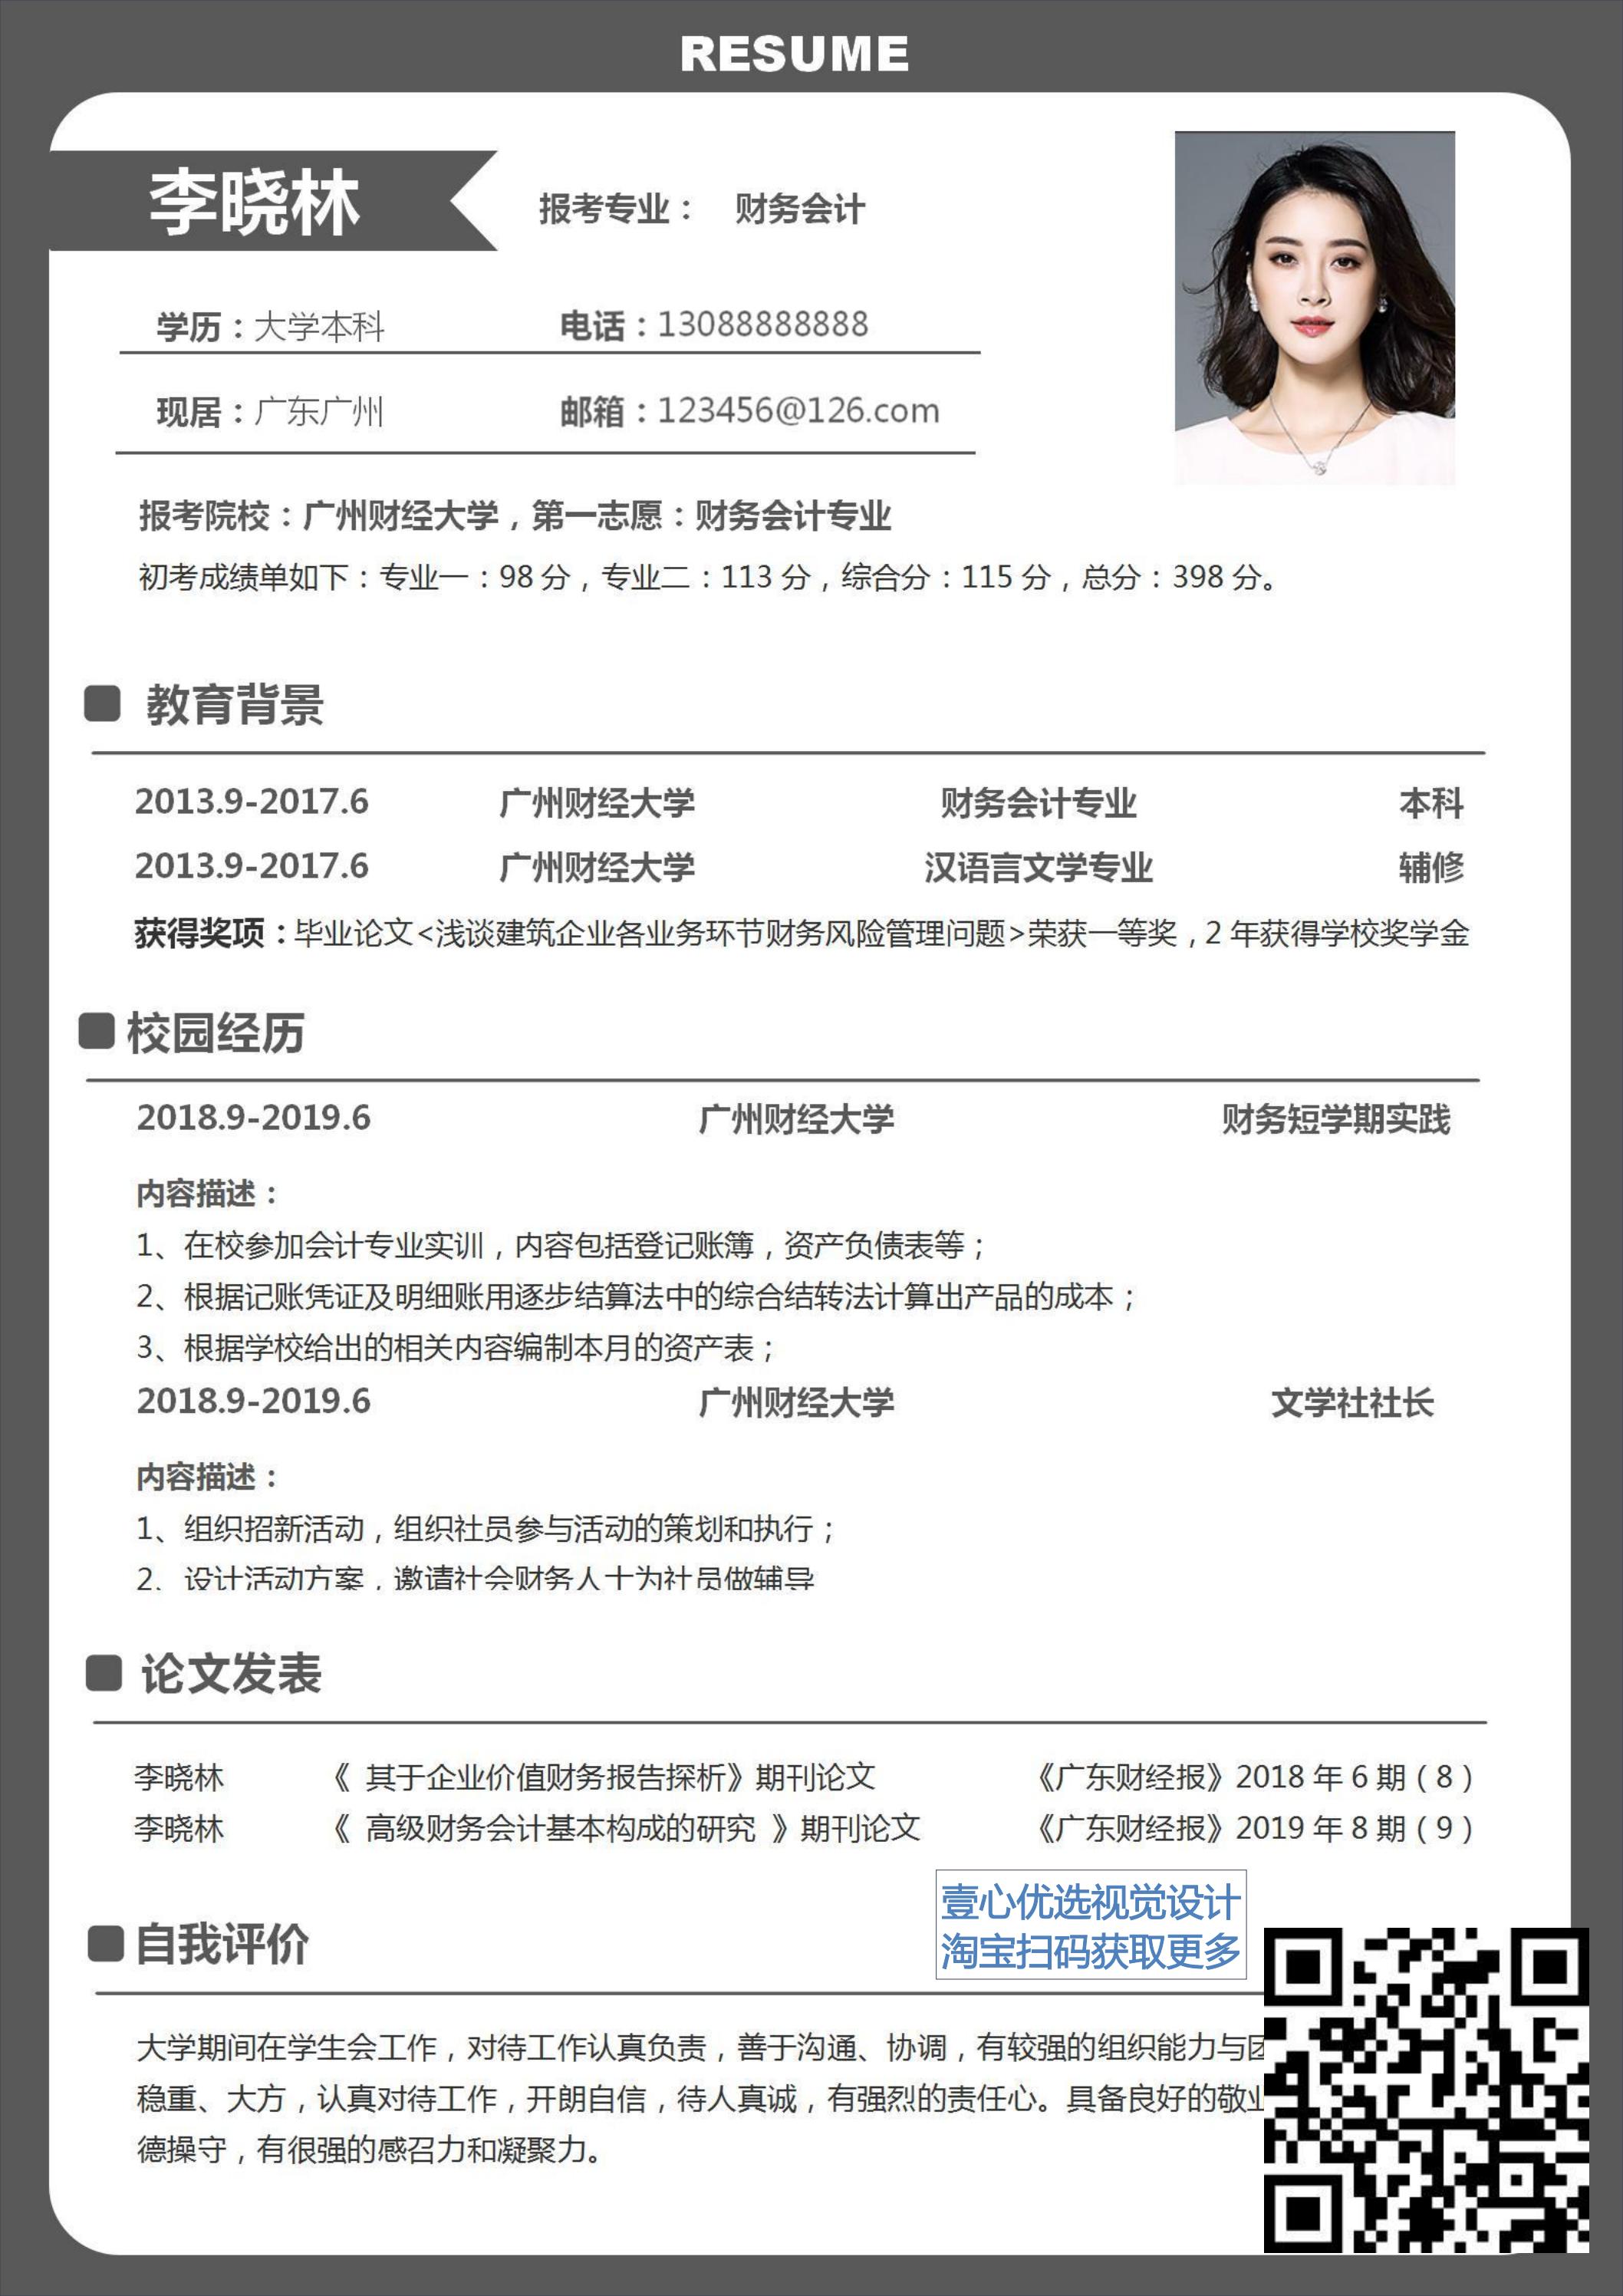 RESUME
李晓林
报考专业： 财务会计
学历：大学本科 电话：13088888888
现居：广东广州 邮箱：123456@126.com
报考院校：广州财经大学，第一志愿：财务会计专业
初考成绩单如下：专业一：98 分，专业二：113 分，综合分：115 分，总分：398 分。
教育背景
2013.9-2017.6 广州财经大学 财务会计专业 本科
2013.9-2017.6 广州财经大学 汉语言文学专业 辅修
获得奖项：毕业论文<浅谈建筑企业各业务环节财务风险管理问题>荣获一等奖，2 年获得学校奖学金
校园经历
2018.9-2019.6 广州财经大学 财务短学期实践
内容描述：
1、在校参加会计专业实训，内容包括登记账簿，资产负债表等；
2、根据记账凭证及明细账用逐步结算法中的综合结转法计算出产品的成本；
3、根据学校给出的相关内容编制本月的资产表；
2018.9-2019.6 广州财经大学 文学社社长
内容描述：
1、组织招新活动，组织社员参与活动的策划和执行；
2、设计活动方案，邀请社会财务人士为社员做辅导
论文发表
李晓林 《 其于企业价值财务报告探析》期刊论文 《广东财经报》2018 年 6 期（8）
李晓林 《 高级财务会计基本构成的研究 》期刊论文 《广东财经报》2019 年 8 期（9）
壹心优选视觉设计
淘宝扫码获取更多
自我评价
大学期间在学生会工作，对待工作认真负责，善于沟通、协调，有较强的组织能力与团
稳重、大方，认真对待工作，开朗自信，待人真诚，有强烈的责任心。具备良好的敬业
德操守，有很强的感召力和凝聚力。